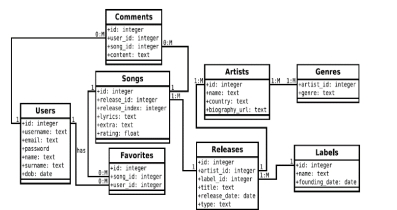 Comments
+id: integer
+user_id: integer
+song_id: integer
+content: text
0:M
0:M
Songs
+id: integer
+release_id: integer
+release_index: integer
+lyrics: text
+extra: text
+rating: float
1
1
1:M
Artists
+id: integer
+name: text
+country: text
+biography_url: text
1:M
1:M
1:M
Genres
+artist_id: integer
+genre: text
Users
+id: integer
+username: text
+email: text
+password: text
+name: text
+surname: text
+dob: date
1
1
has
Favorites
+id: integer
+song_id: integer
+user_id: integer
0:M
0:M
Releases
+id: integer
+artist_id: integer
+label_id: integer
+title: text
+release_date: date
+type: text
1
1
1:M
Labels
+id: integer
+name: text
+founding_date: date
1